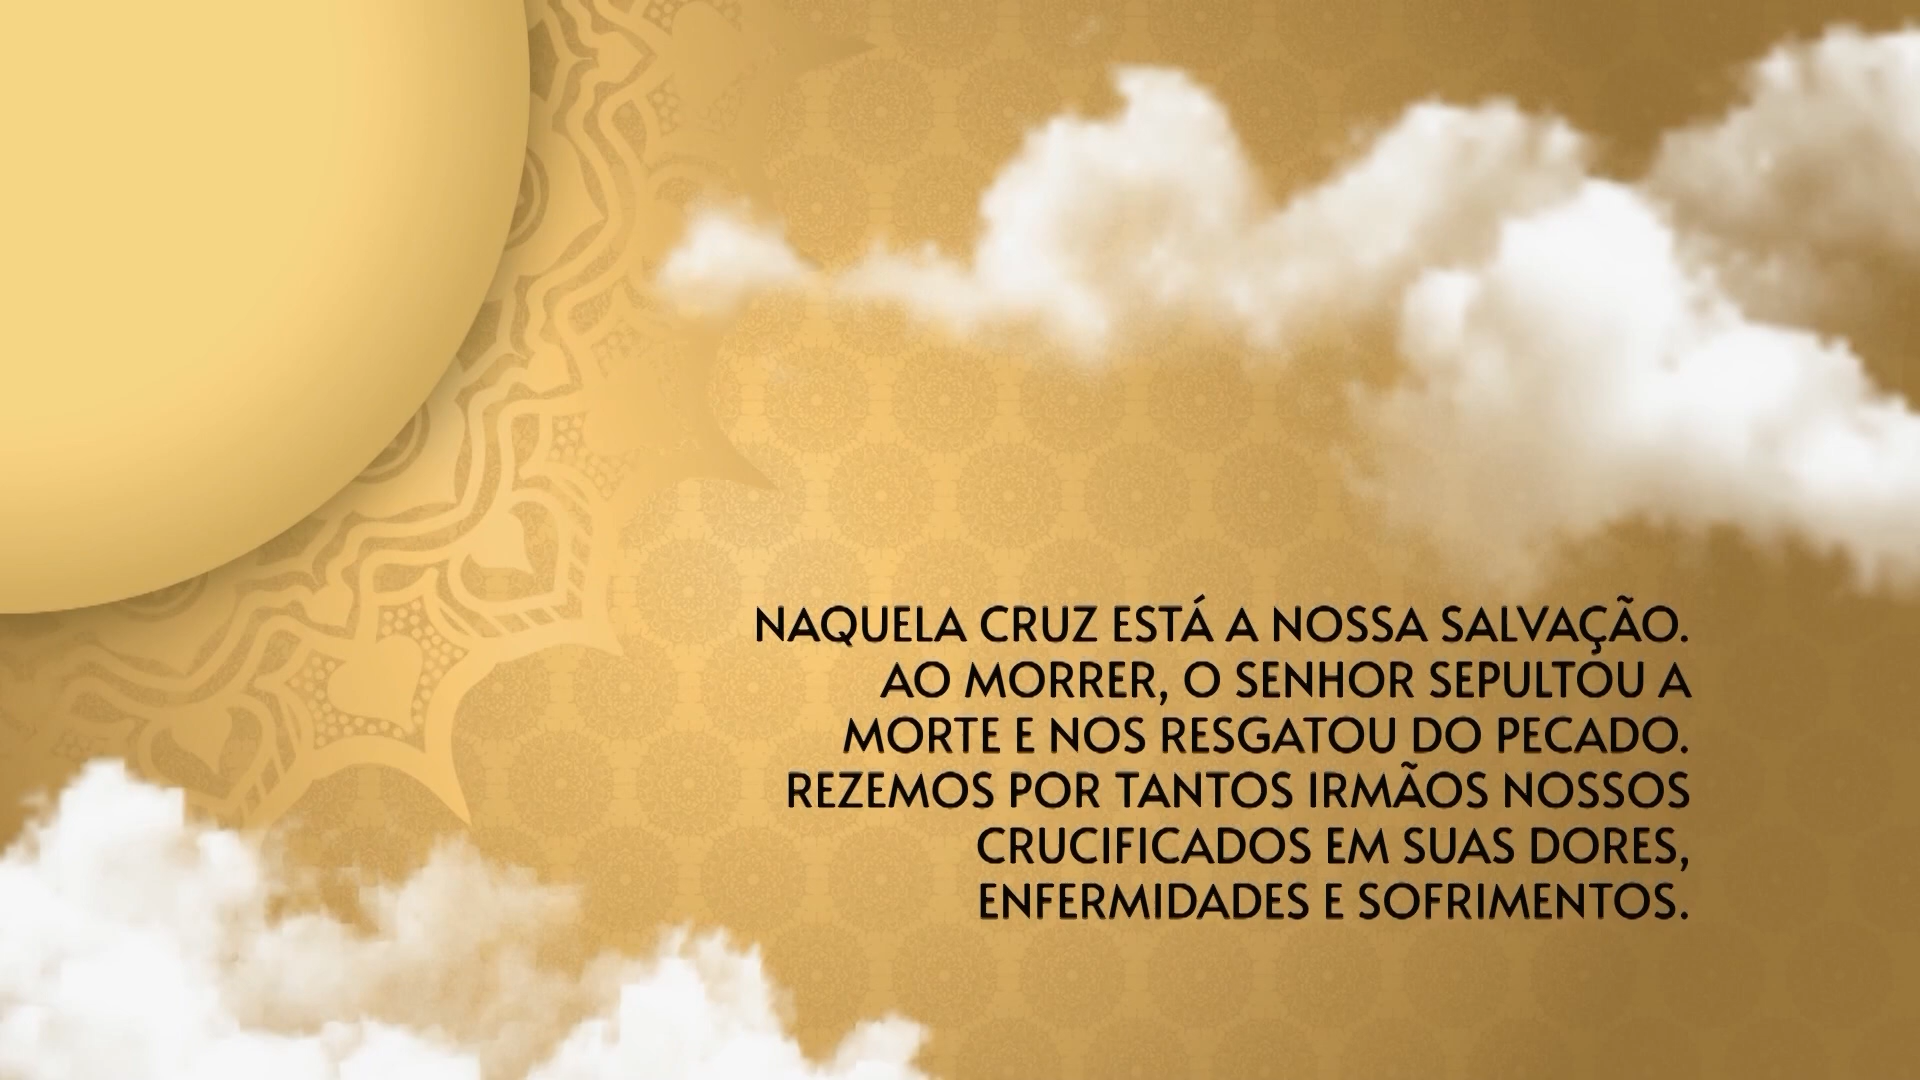 NAQUELA CRUZ ESTÁ A NOSSA SALVAÇÃO.
AO MORRER, O SENHOR SEPULTOU A
MORTE E NOS RESGATOU DO PECADO.
REZEMOS POR TANTOS IRMÃOS NOSSOS
CRUCIFICADOS EM SUAS DORES,
ENFERMIDADES E SOFRIMENTOS.